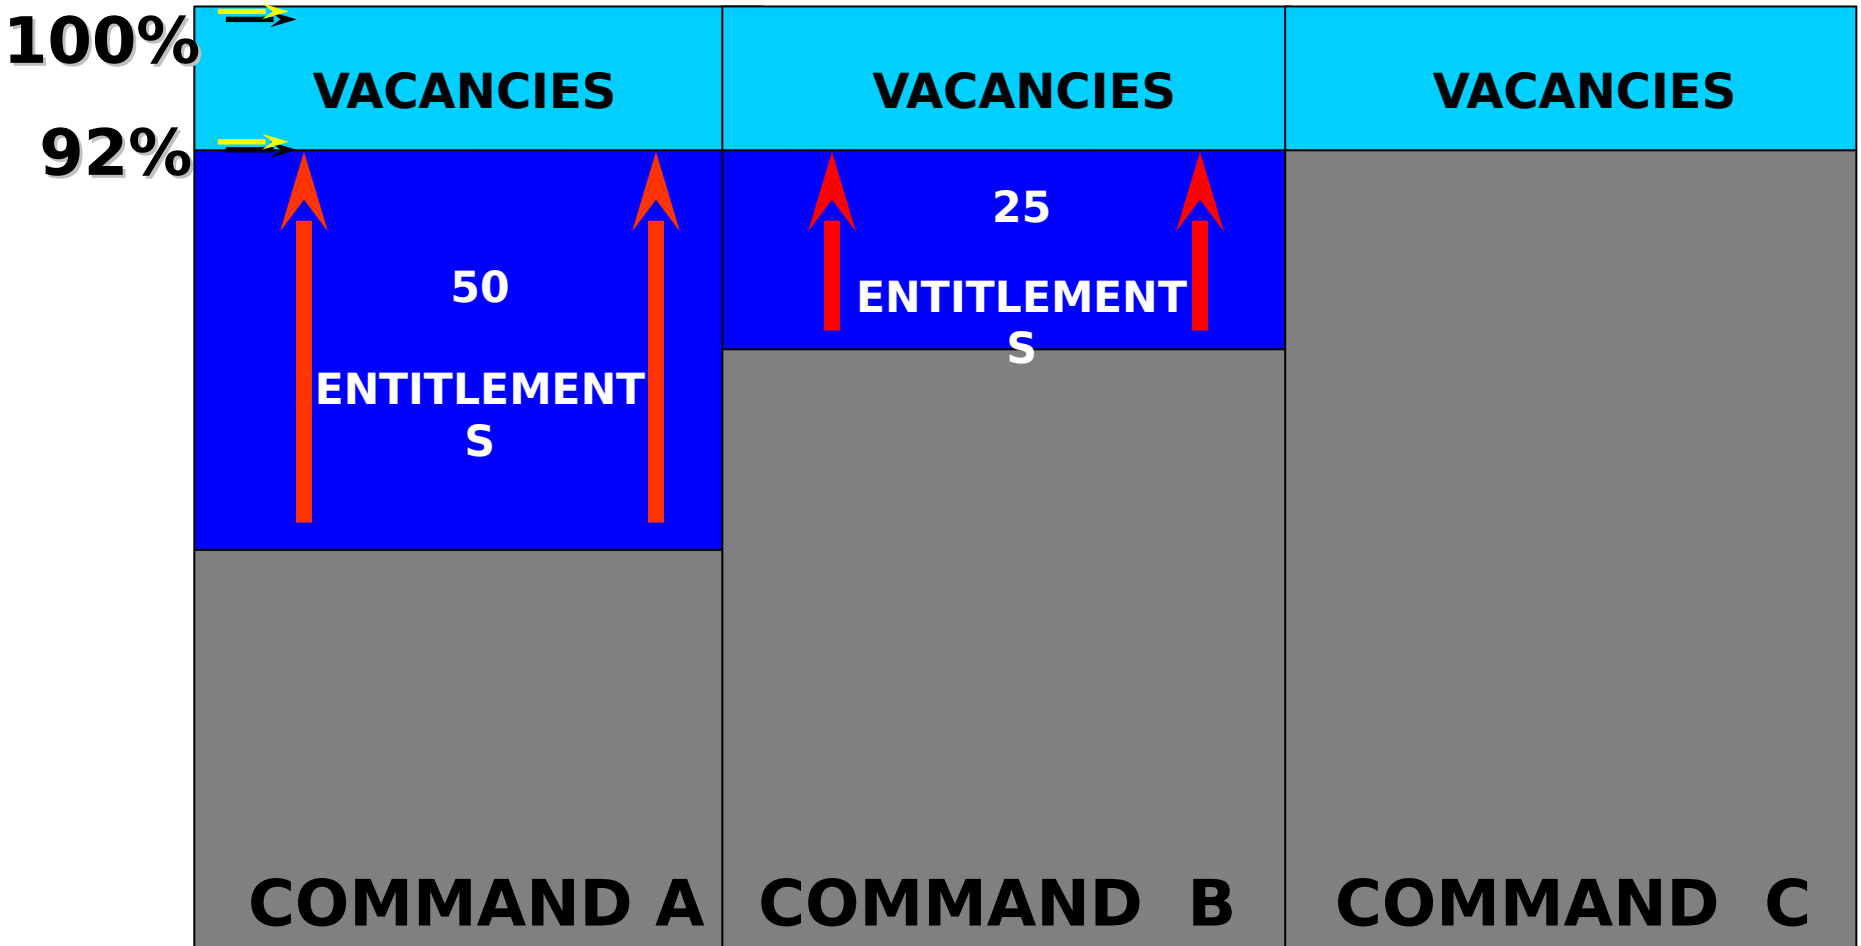 100%
VACANCIES
VACANCIES
VACANCIES
92%
50
ENTITLEMENT
S
25
ENTITLEMENT
S
COMMAND A
COMMAND B
COMMAND C